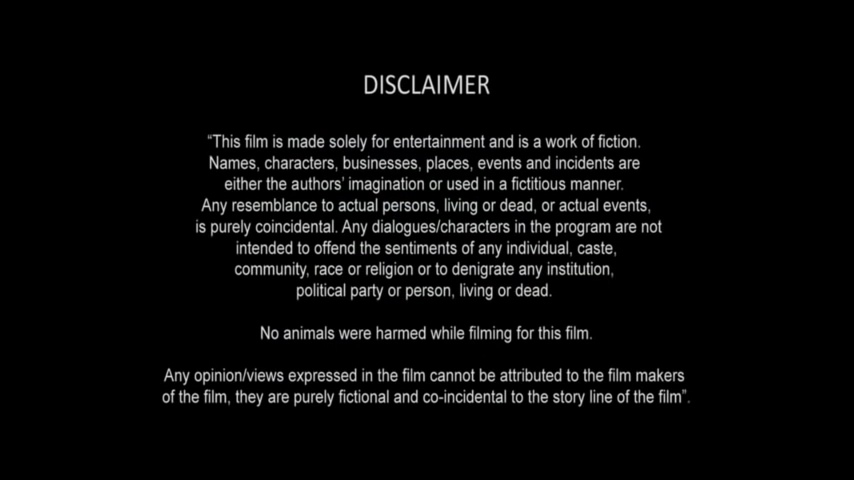 DISCLAIMER
“This film is made solely for entertainment and is a work of fiction.
Names, characters, businesses, places, events and incidents are
either the authors’ imagination or used in a fictitious manner.
Any resemblance to actual persons, living or dead, or actual events,
is purely coincidental. Any dialogues/characters in the program are not
intended to offend the sentiments of any individual, caste,
community, race or religion or to denigrate any institution,
political party or person, living or dead.
No animals were harmed while filming for this film.
Any opinion/views expressed in the film cannot be attributed to the film makers
of the film, they are purely fictional and co-incidental to the story line of the film”.